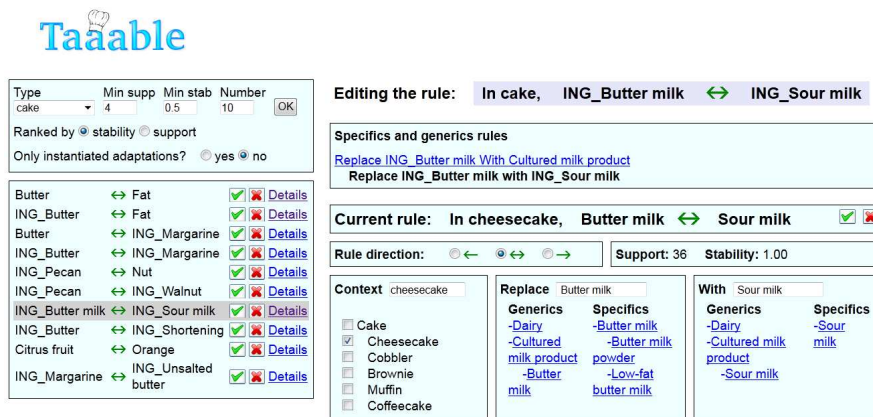 Taaable
Type Min supp Min stab Number
cake 4 0.5 10 OK
Ranked by stability support
Only instantiated adaptations? yes no
Butter ↔ Fat Details
ING_Butter ↔ Fat Details
Butter ↔ ING_Margarine Details
ING_Butter ↔ ING_Margarine Details
ING_Pecan ↔ Nut Details
ING_Pecan ↔ ING_Walnut Details
ING_Butter milk ↔ ING_Sour milk Details
ING_Butter ↔ ING_Shortening Details
Citrus fruit ↔ Orange Details
ING_Margarine ↔ ING_Unsalted butter Details
Editing the rule: In cake, ING_Butter milk ↔ ING_Sour milk
Specifics and generics rules
Replace ING_Butter milk With Cultured milk product
Replace ING_Butter milk with ING_Sour milk
Current rule: In cheesecake, Butter milk ↔ Sour milk
Rule direction: ← ↔ → Support: 36 Stability: 1.00
Context cheesecake
Cake
Cheesecake
Cobbler
Brownie
Muffin
Coffeecake
Replace Butter milk
Generics
-Dairy
-Cultured
milk product
-Butter
milk
Specifics
-Butter milk
-Butter milk
powder
-Low-fat
butter milk
With Sour milk
Generics
-Dairy
-Cultured milk
product
-Sour milk
Specifics
-Sour
milk